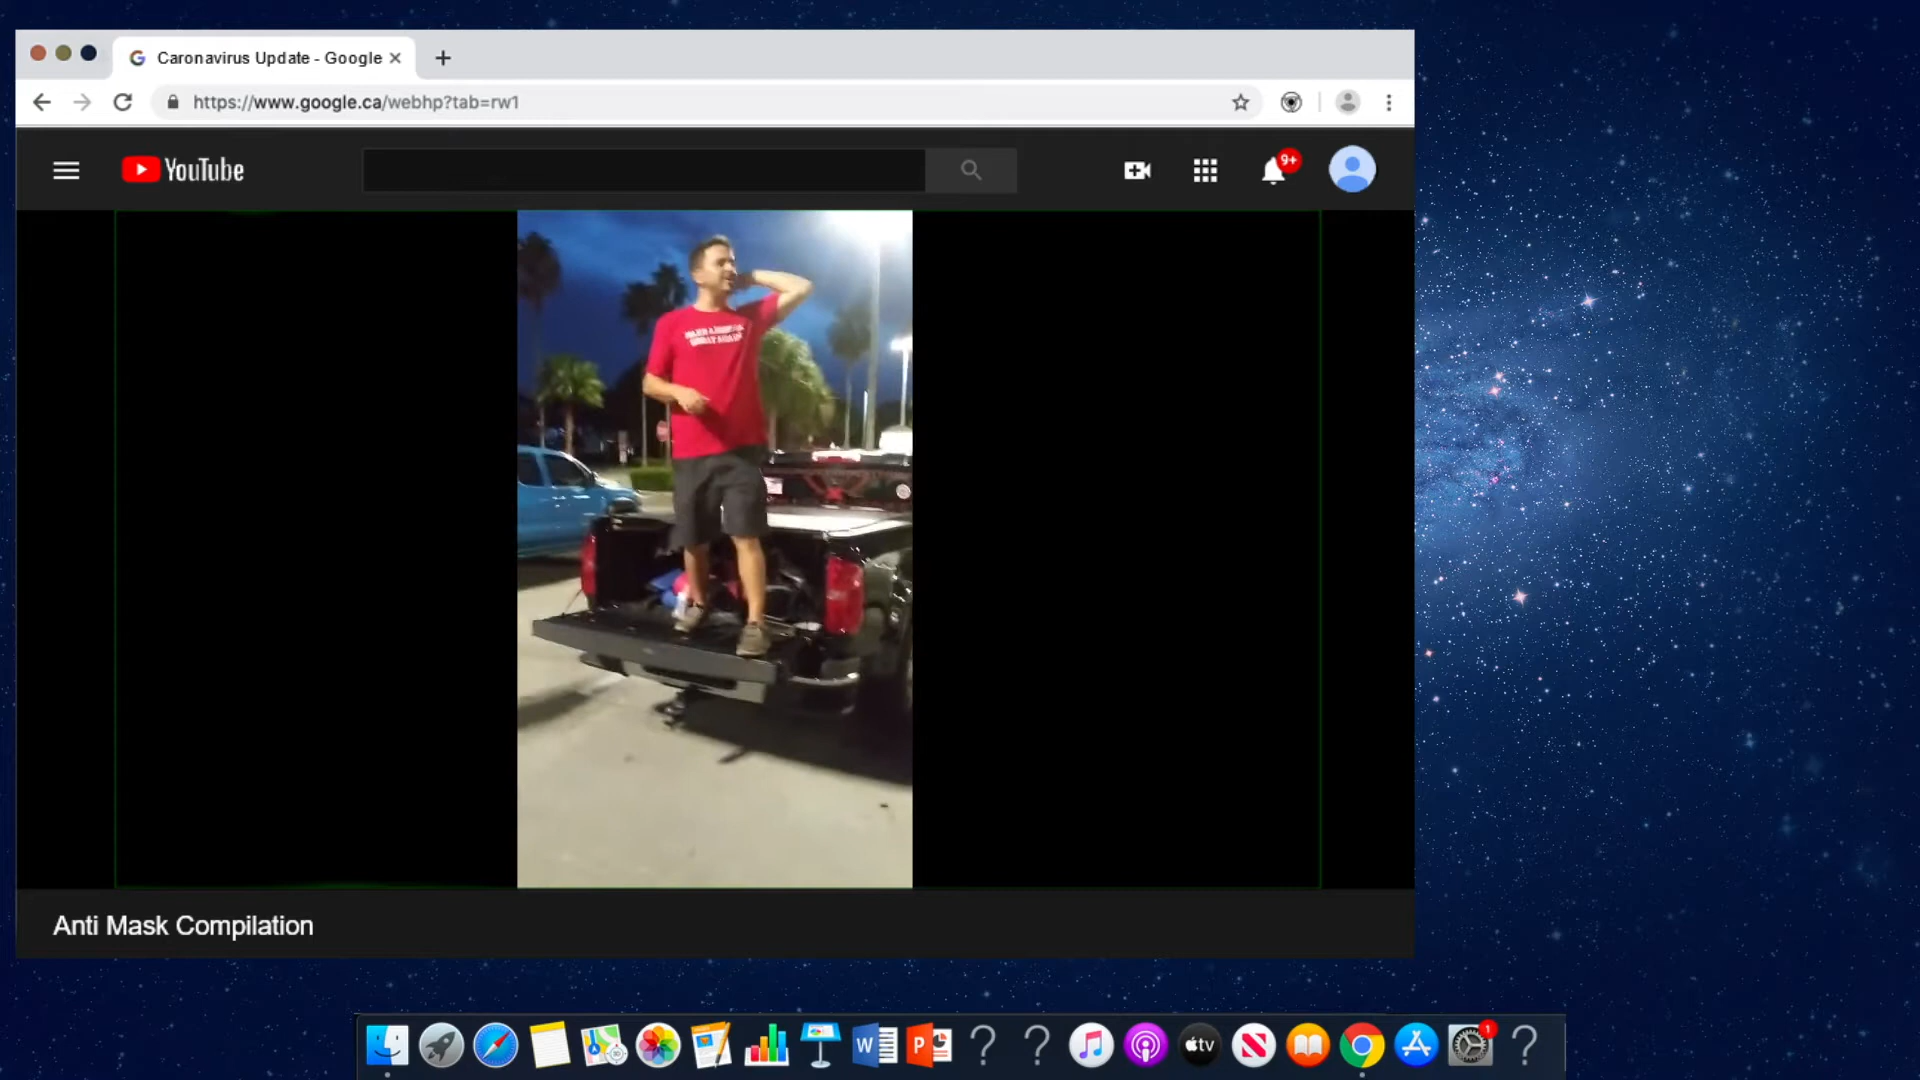 Caronavirus Update - Google
https://www.google.ca/webhp?tab=rw1
YouTube
9+
Anti Mask Compilation
W
P
tv
1